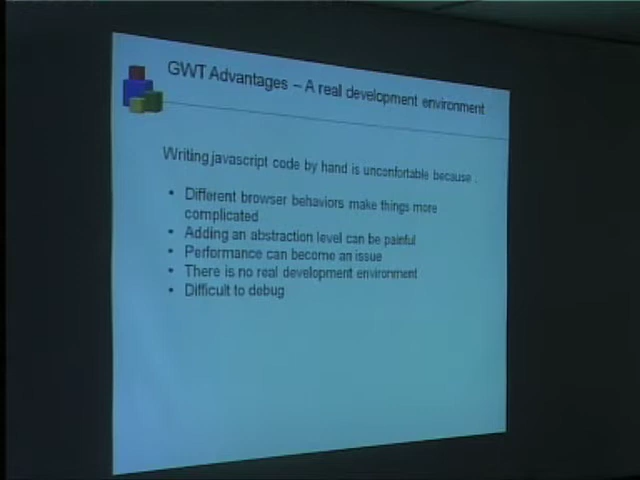 GWT Advantages – A real development environment
Writing javascript code by hand is unconfortable because .
• Different browser behaviors make things more
complicated
• Adding an abstraction level can be painful
• Performance can become an issue
• There is no real development environment
• Difficult to debug